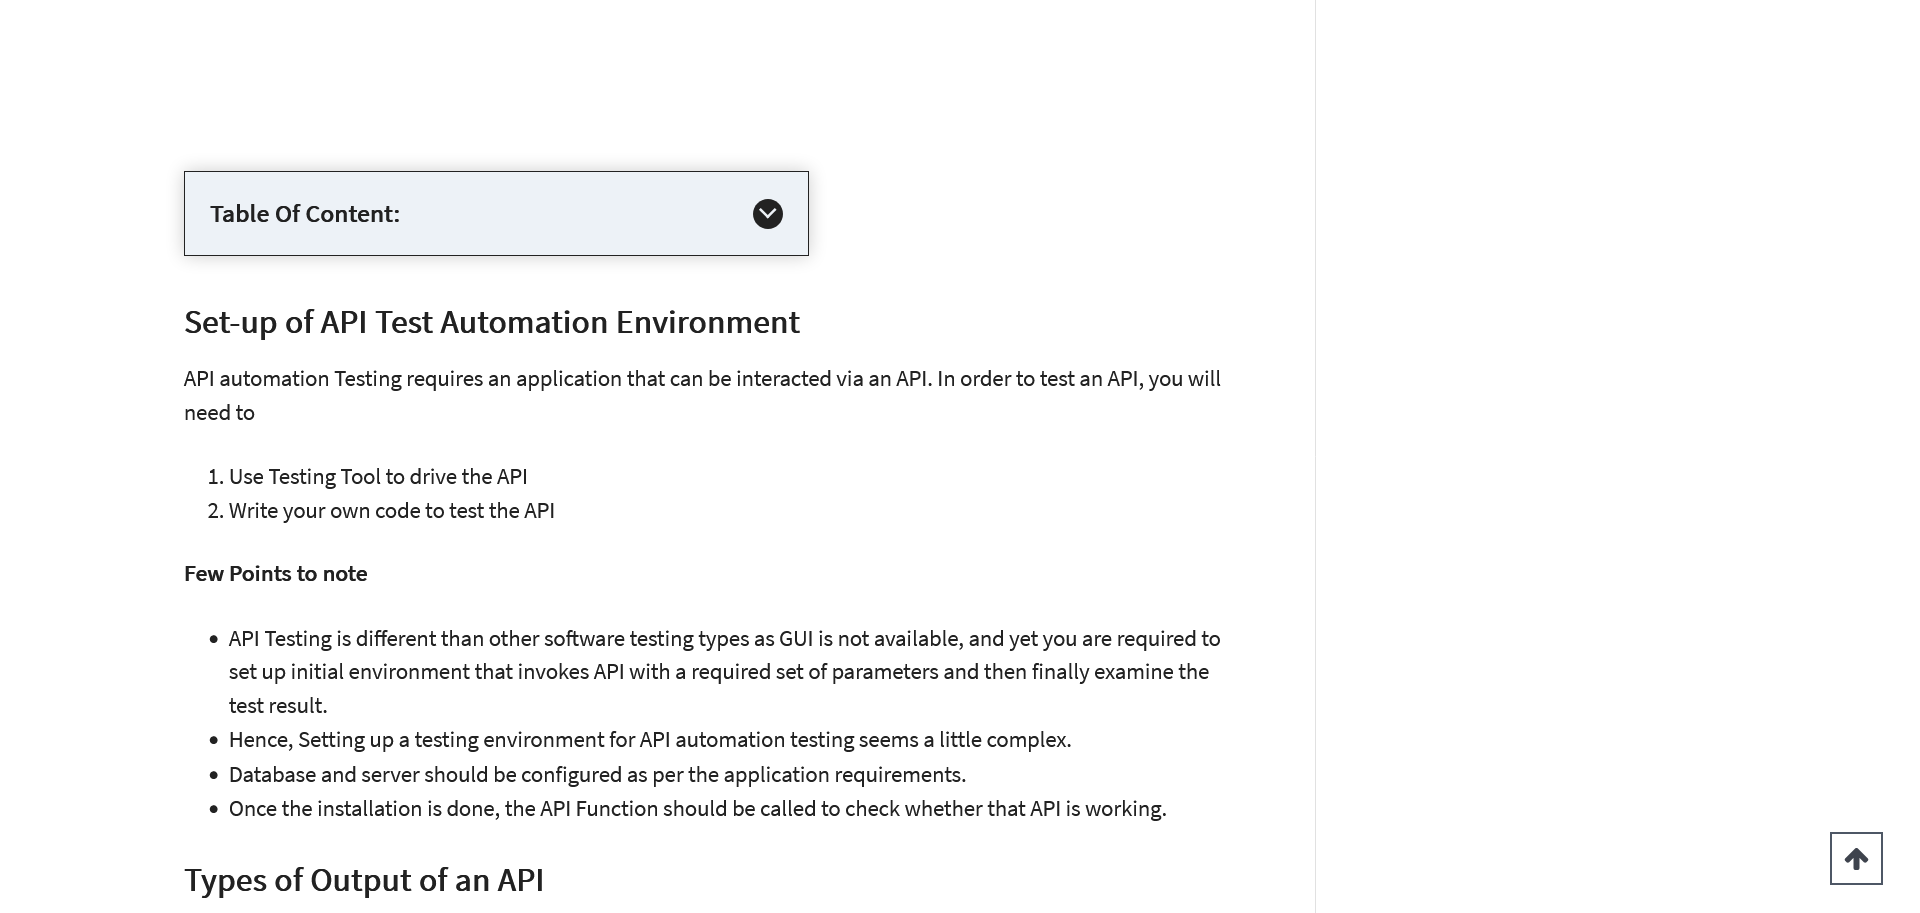 Table Of Content:
Set-up of API Test Automation Environment
API automation Testing requires an application that can be interacted via an API. In order to test an API, you will
need to
1. Use Testing Tool to drive the API
2. Write your own code to test the API
Few Points to note
• API Testing is different than other software testing types as GUI is not available, and yet you are required to
set up initial environment that invokes API with a required set of parameters and then finally examine the
test result.
• Hence, Setting up a testing environment for API automation testing seems a little complex.
• Database and server should be configured as per the application requirements.
• Once the installation is done, the API Function should be called to check whether that API is working.
Types of Output of an API